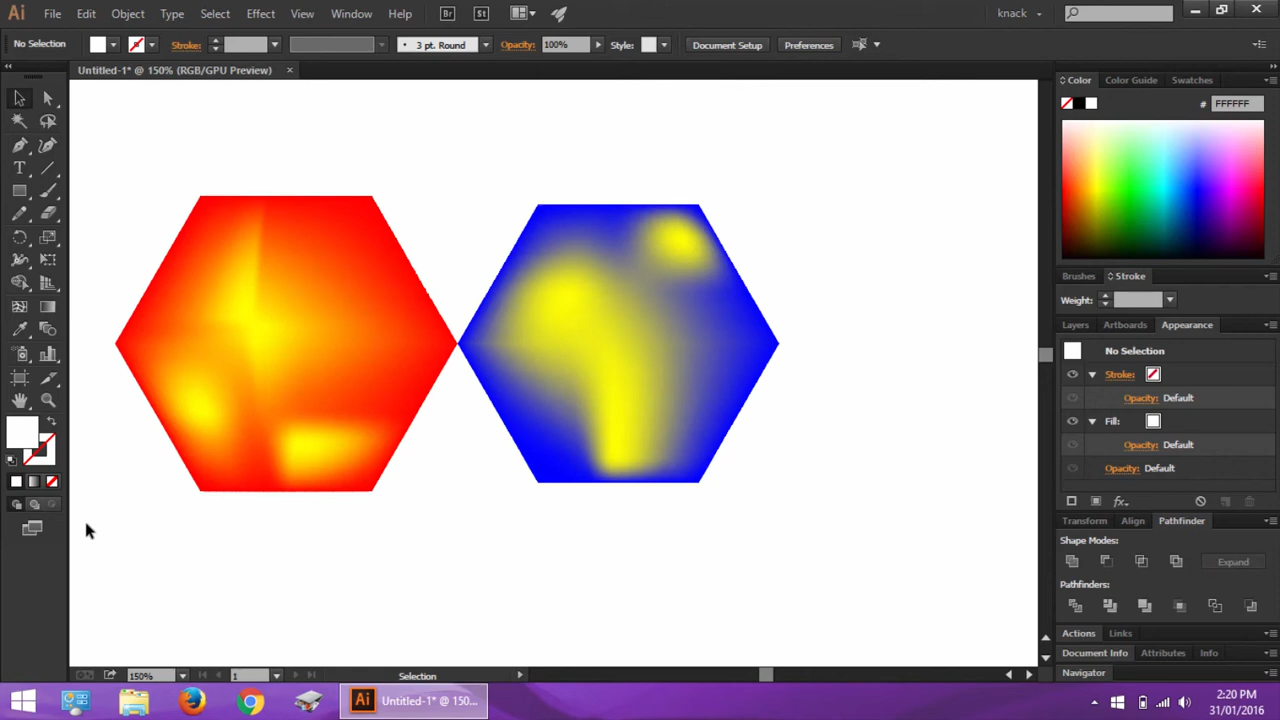 Ai File Edit Object Type Select Effect View Window Help Br St knack
No Selection Stroke: 3 pt. Round Opacity: 100% Style: Document Setup Preferences
Untitled-1* @ 150% (RGB/GPU Preview) ×
Color Color Guide Swatches
# FFFFFF
Brushes Stroke
Weight:
Layers Artboards Appearance
No Selection
Stroke:
Opacity: Default
Fill:
Opacity: Default
Opacity: Default
fx
Transform Align Pathfinder
Shape Modes:
Expand
Pathfinders:
Actions Links
Document Info Attributes Info
Navigator
150% 1 Selection
Ai Untitled-1* @ 150...
2:20 PM
31/01/2016